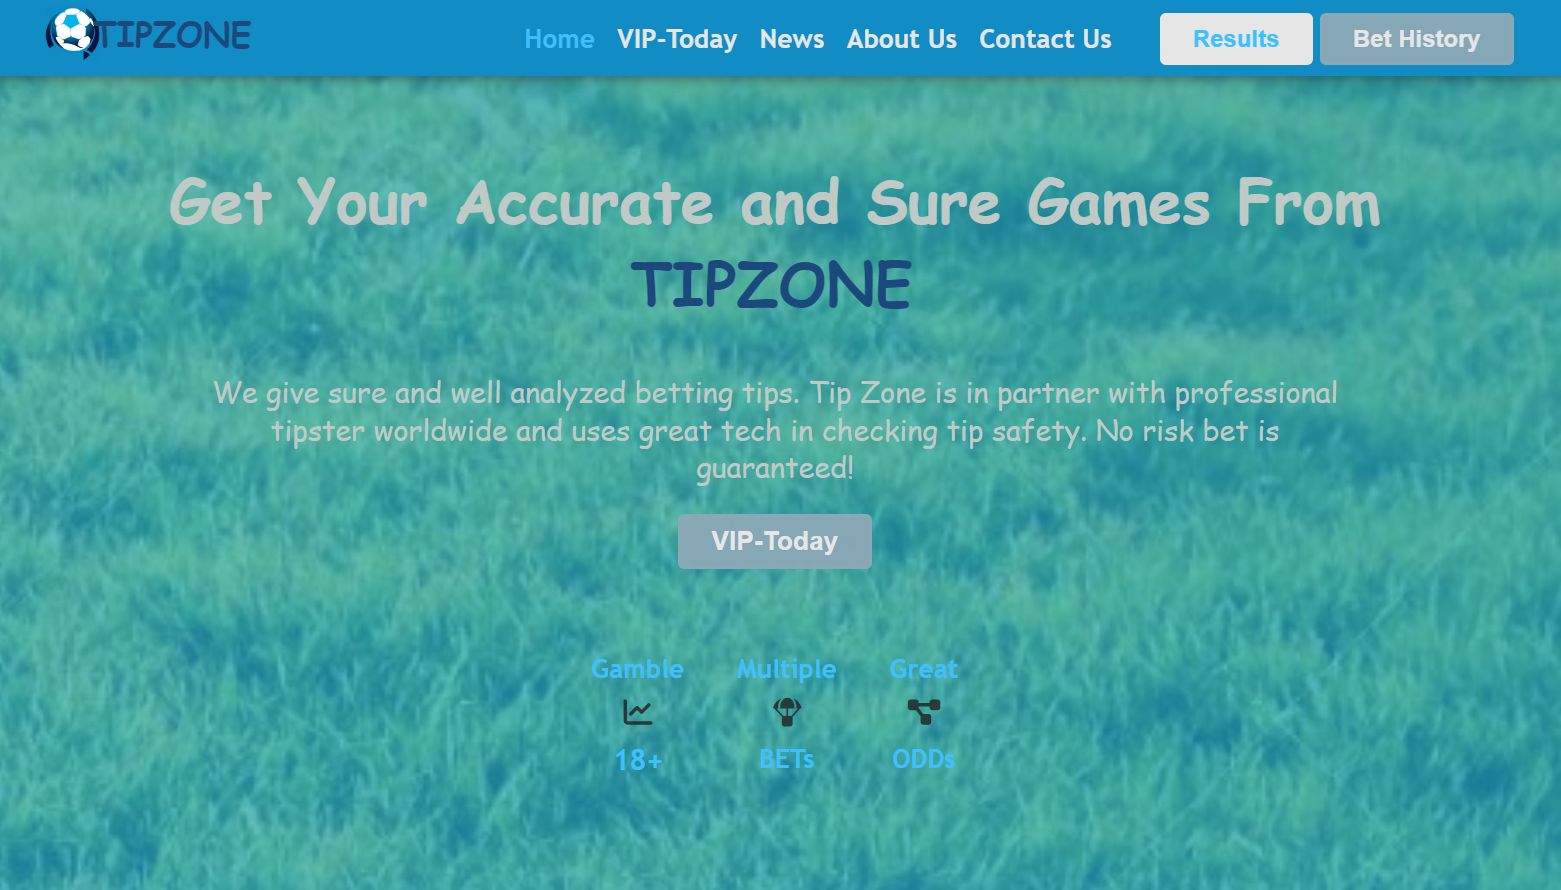 TIPZONE
Home VIP-Today News About Us Contact Us Results Bet History
Get Your Accurate and Sure Games From
TIPZONE
We give sure and well analyzed betting tips. Tip Zone is in partner with professional
tipster worldwide and uses great tech in checking tip safety. No risk bet is
guaranteed!
VIP-Today
Gamble Multiple Great
18+ BETs ODDs